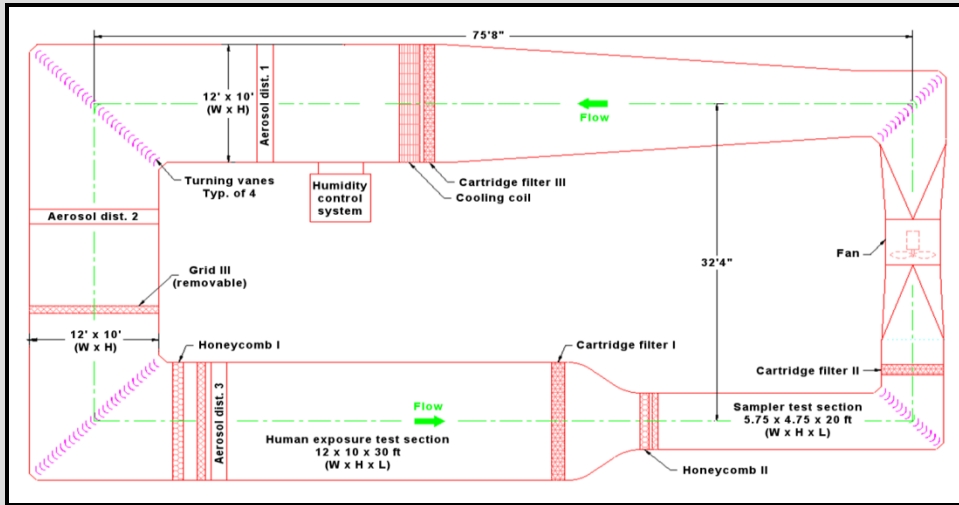 75'8"
12' x 10'
(W x H)
Aerosol dist. 1
Flow
Turning vanes
Typ. of 4
Humidity
control
system
Cartridge filter III
Cooling coil
Aerosol dist. 2
32'4"
Fan
Grid III
(removable)
12' x 10'
(W x H)
Honeycomb I
Cartridge filter I
Cartridge filter II
Aerosol dist. 3
Flow
Human exposure test section
12 x 10 x 30 ft
(W x H x L)
Sampler test section
5.75 x 4.75 x 20 ft
(W x H x L)
Honeycomb II